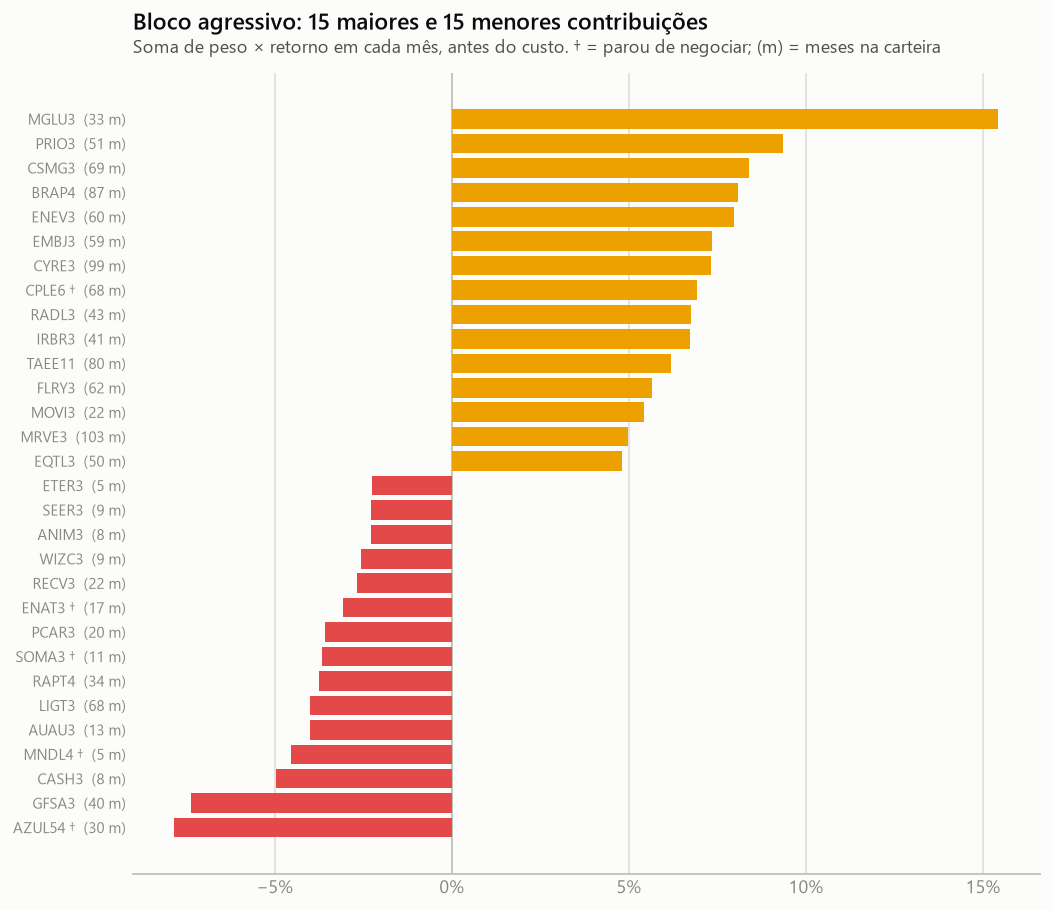 Bloco agressivo: 15 maiores e 15 menores contribuições
Soma de peso × retorno em cada mês, antes do custo. † = parou de negociar; (m) = meses na carteira
MGLU3 (33 m)
PRIO3 (51 m)
CSMG3 (69 m)
BRAP4 (87 m)
ENEV3 (60 m)
EMBJ3 (59 m)
CYRE3 (99 m)
CPLE6 † (68 m)
RADL3 (43 m)
IRBR3 (41 m)
TAEE11 (80 m)
FLRY3 (62 m)
MOVI3 (22 m)
MRVE3 (103 m)
EQTL3 (50 m)
ETER3 (5 m)
SEER3 (9 m)
ANIM3 (8 m)
WIZC3 (9 m)
RECV3 (22 m)
ENAT3 † (17 m)
PCAR3 (20 m)
SOMA3 † (11 m)
RAPT4 (34 m)
LIGT3 (68 m)
AUAU3 (13 m)
MNDL4 † (5 m)
CASH3 (8 m)
GFSA3 (40 m)
AZUL54 † (30 m)
−5% 0% 5% 10% 15%